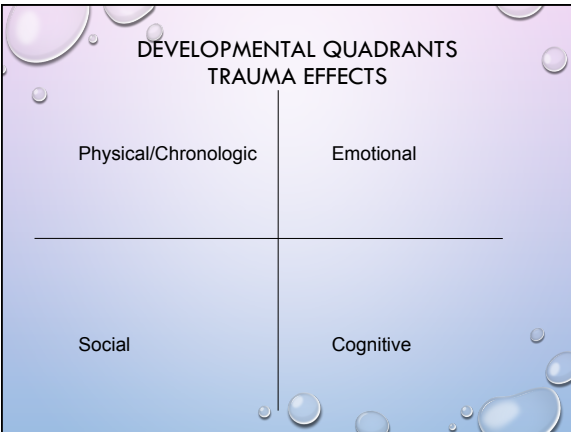 DEVELOPMENTAL QUADRANTS
TRAUMA EFFECTS
Physical/Chronologic
Emotional
Social
Cognitive